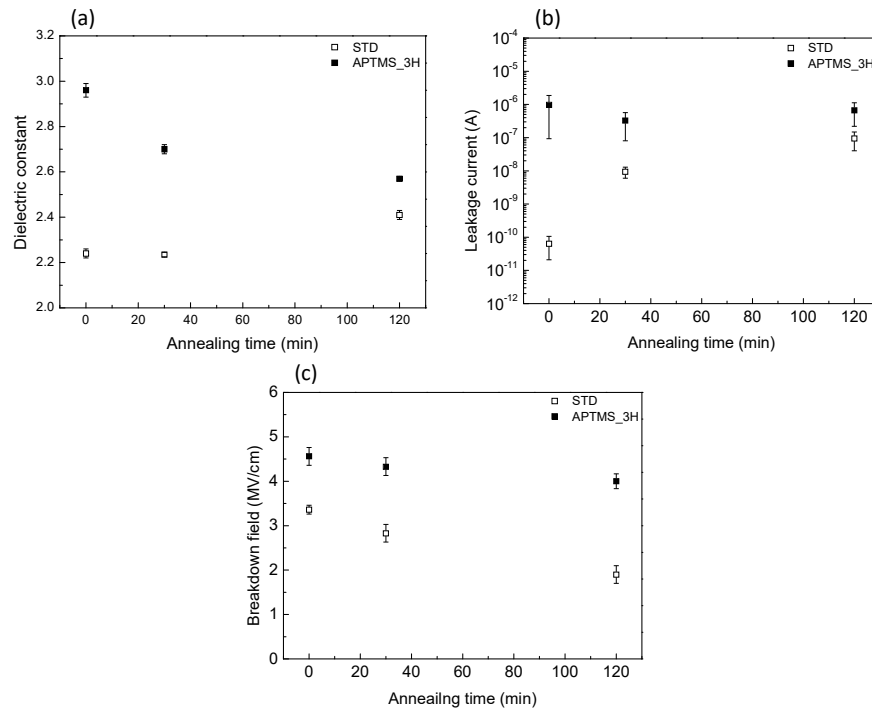 (a)
3.2
3.0
2.8
2.6
2.4
2.2
2.0
Dielectric constant
STD
APTMS_3H
0 20 40 60 80 100 120
Annealing time (min)
(b)
10⁻⁴
10⁻⁵
10⁻⁶
10⁻⁷
10⁻⁸
10⁻⁹
10⁻¹⁰
10⁻¹¹
10⁻¹²
Leakage current (A)
STD
APTMS_3H
0 20 40 60 80 100 120
Annealing time (min)
(c)
6
5
4
3
2
1
0
Breakdown field (MV/cm)
STD
APTMS_3H
0 20 40 60 80 100 120
Annealing time (min)